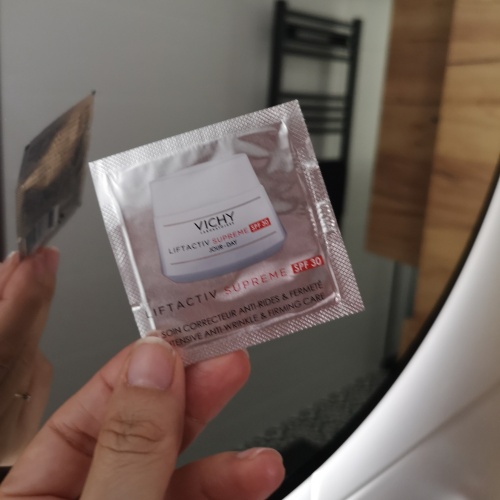 VICHY
LABORATOIRES
LIFTACTIV SUPREME SPF 30
JOUR - DAY
LIFTACTIV SUPREME SPF 30
SOIN CORRECTEUR ANTI-RIDES & FERMETÉ
INTENSIVE ANTI-WRINKLE & FIRMING CARE